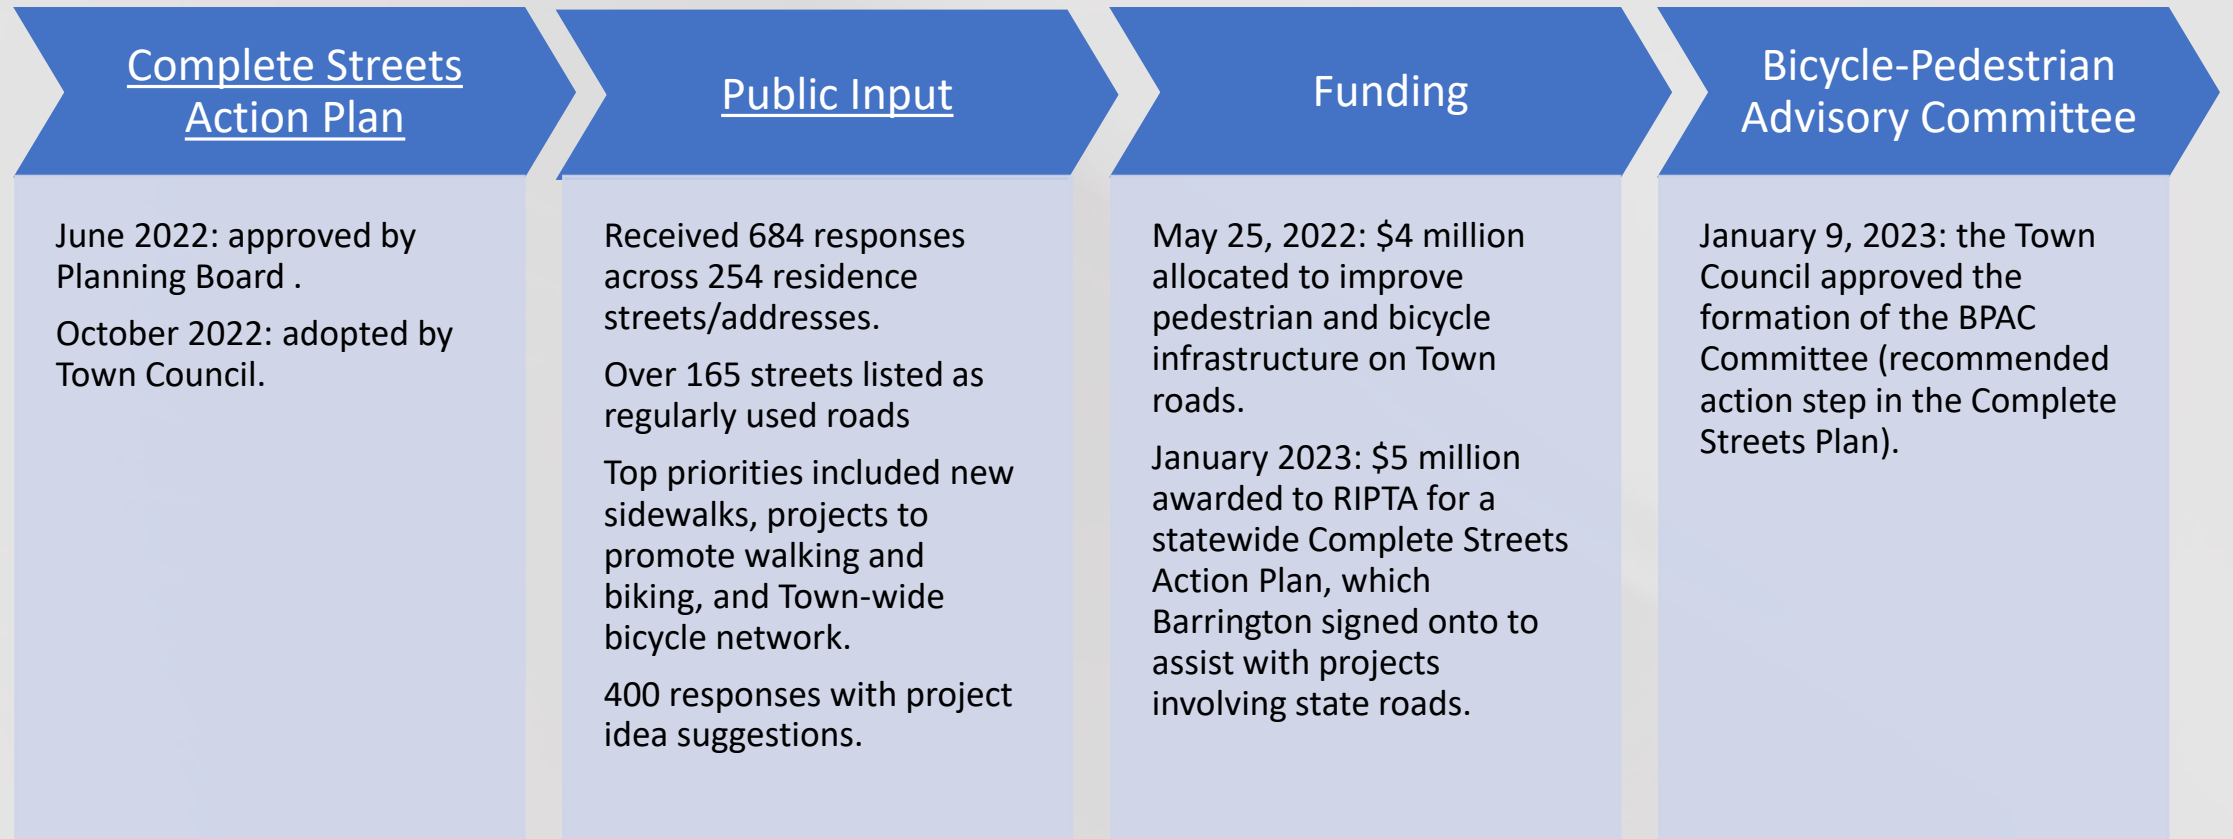 Complete Streets
Action Plan
June 2022: approved by
Planning Board .
October 2022: adopted by
Town Council.
Public Input
Received 684 responses
across 254 residence
streets/addresses.
Over 165 streets listed as
regularly used roads
Top priorities included new
sidewalks, projects to
promote walking and
biking, and Town-wide
bicycle network.
400 responses with project
idea suggestions.
Funding
May 25, 2022: $4 million
allocated to improve
pedestrian and bicycle
infrastructure on Town
roads.
January 2023: $5 million
awarded to RIPTA for a
statewide Complete Streets
Action Plan, which
Barrington signed onto to
assist with projects
involving state roads.
Bicycle-Pedestrian
Advisory Committee
January 9, 2023: the Town
Council approved the
formation of the BPAC
Committee (recommended
action step in the Complete
Streets Plan).